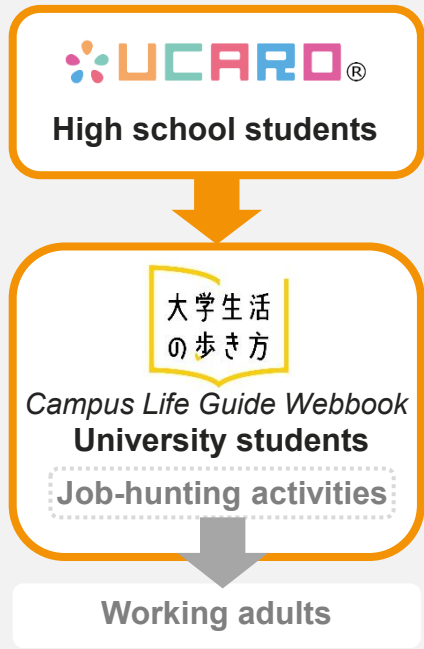 UCARO®
High school students
大学生活
の歩き方
Campus Life Guide Webbook
University students
Job-hunting activities
Working adults